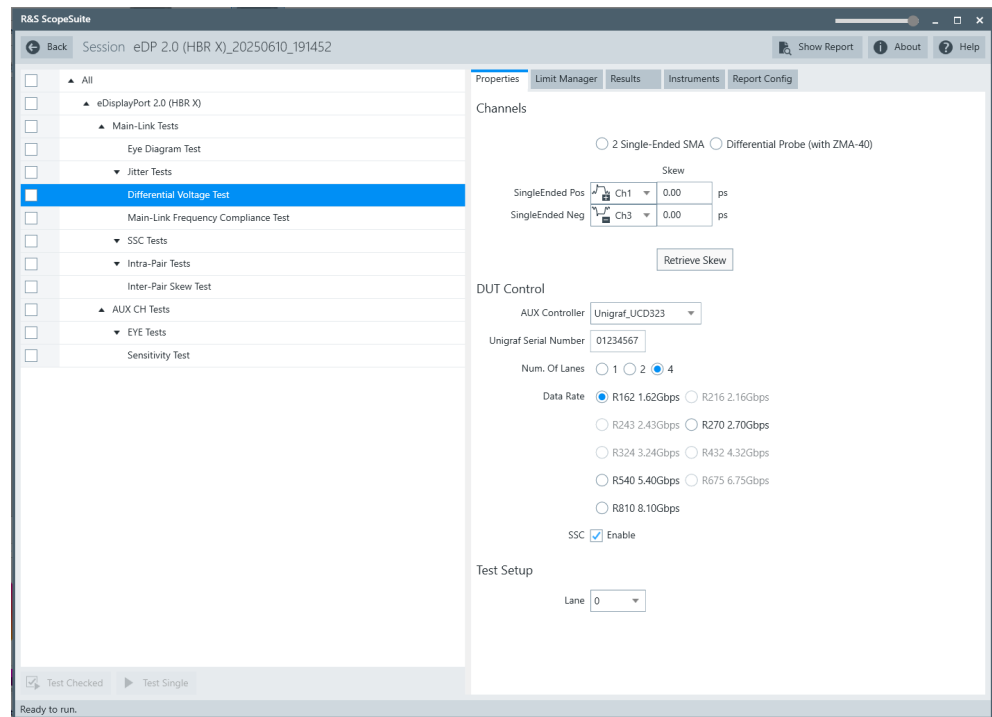 R&S ScopeSuite
Back Session eDP 2.0 (HBR X)_20250610_191452 Show Report About Help
All
eDisplayPort 2.0 (HBR X)
Main-Link Tests
Eye Diagram Test
Jitter Tests
Differential Voltage Test
Main-Link Frequency Compliance Test
SSC Tests
Intra-Pair Tests
Inter-Pair Skew Test
AUX CH Tests
EYE Tests
Sensitivity Test
Test Checked Test Single
Ready to run.
Properties Limit Manager Results Instruments Report Config
Channels
2 Single-Ended SMA Differential Probe (with ZMA-40)
Skew
SingleEnded Pos Ch1 0.00 ps
SingleEnded Neg Ch3 0.00 ps
Retrieve Skew
DUT Control
AUX Controller Unigraf_UCD323
Unigraf Serial Number 01234567
Num. Of Lanes 1 2 4
Data Rate R162 1.62Gbps R216 2.16Gbps
R243 2.43Gbps R270 2.70Gbps
R324 3.24Gbps R432 4.32Gbps
R540 5.40Gbps R675 6.75Gbps
R810 8.10Gbps
SSC Enable
Test Setup
Lane 0